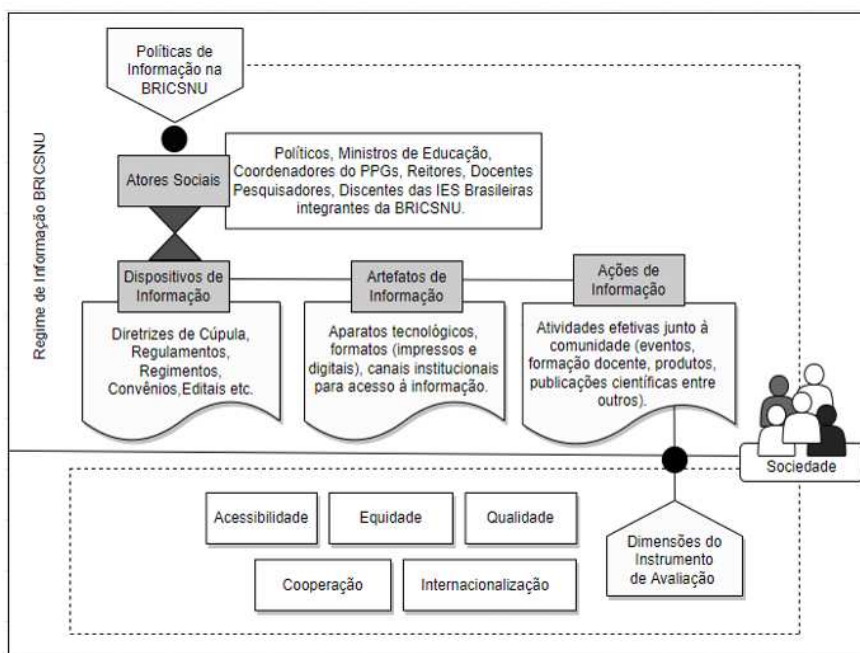 Políticas de
Informação na
BRICSNU
Regime de Informação BRICSNU
Atores Sociais
Políticos, Ministros de Educação,
Coordenadores do PPGs, Reitores, Docentes
Pesquisadores, Discentes das IES Brasileiras
integrantes da BRICSNU.
Dispositivos de
Informação
Artefatos de
Informação
Ações de
Informação
Diretrizes de Cúpula,
Regulamentos,
Regimentos,
Convênios,Editais etc.
Aparatos tecnológicos,
formatos (impressos e
digitais), canais institucionais
para acesso à informação.
Atividades efetivas junto à
comunidade (eventos,
formação docente, produtos,
publicações científicas entre
outros).
Sociedade
Acessibilidade
Equidade
Qualidade
Cooperação
Internacionalização
Dimensões do
Instrumento
de Avaliação